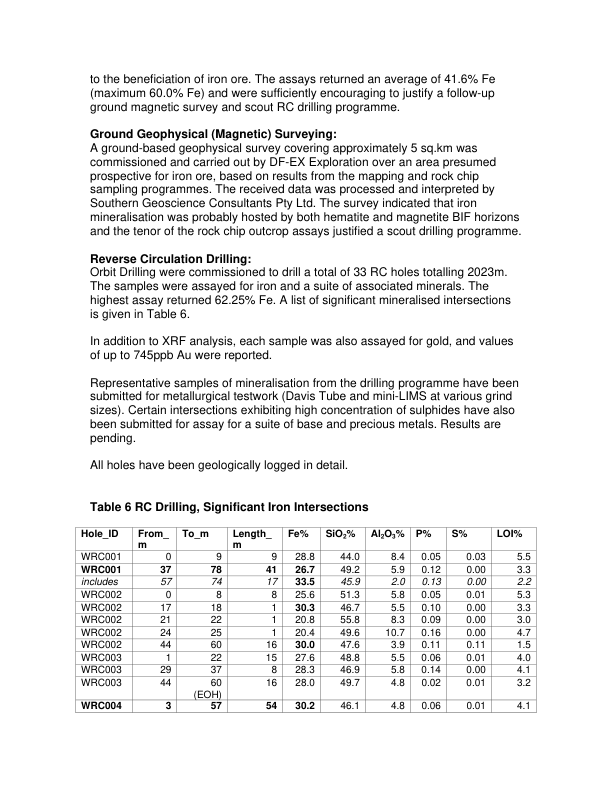 to the beneficiation of iron ore. The assays returned an average of 41.6% Fe
(maximum 60.0% Fe) and were sufficiently encouraging to justify a follow-up
ground magnetic survey and scout RC drilling programme.
Ground Geophysical (Magnetic) Surveying:
A ground-based geophysical survey covering approximately 5 sq.km was
commissioned and carried out by DF-EX Exploration over an area presumed
prospective for iron ore, based on results from the mapping and rock chip
sampling programmes. The received data was processed and interpreted by
Southern Geoscience Consultants Pty Ltd. The survey indicated that iron
mineralisation was probably hosted by both hematite and magnetite BIF horizons
and the tenor of the rock chip outcrop assays justified a scout drilling programme.
Reverse Circulation Drilling:
Orbit Drilling were commissioned to drill a total of 33 RC holes totalling 2023m.
The samples were assayed for iron and a suite of associated minerals. The
highest assay returned 62.25% Fe. A list of significant mineralised intersections
is given in Table 6.
In addition to XRF analysis, each sample was also assayed for gold, and values
of up to 745ppb Au were reported.
Representative samples of mineralisation from the drilling programme have been
submitted for metallurgical testwork (Davis Tube and mini-LIMS at various grind
sizes). Certain intersections exhibiting high concentration of sulphides have also
been submitted for assay for a suite of base and precious metals. Results are
pending.
All holes have been geologically logged in detail.
Table 6 RC Drilling, Significant Iron Intersections
Hole_ID From_ To_m Length_ Fe% SiO₂% Al₂O₃% P% S% LOI%
m m
WRC001 0 9 9 28.8 44.0 8.4 0.05 0.03 5.5
WRC001 37 78 41 26.7 49.2 5.9 0.12 0.00 3.3
includes 57 74 17 33.5 45.9 2.0 0.13 0.00 2.2
WRC002 0 8 8 25.6 51.3 5.8 0.05 0.01 5.3
WRC002 17 18 1 30.3 46.7 5.5 0.10 0.00 3.3
WRC002 21 22 1 20.8 55.8 8.3 0.09 0.00 3.0
WRC002 24 25 1 20.4 49.6 10.7 0.16 0.00 4.7
WRC002 44 60 16 30.0 47.6 3.9 0.11 0.11 1.5
WRC003 1 22 15 27.6 48.8 5.5 0.06 0.01 4.0
WRC003 29 37 8 28.3 46.9 5.8 0.14 0.00 4.1
WRC003 44 60 16 28.0 49.7 4.8 0.02 0.01 3.2
(EOH)
WRC004 3 57 54 30.2 46.1 4.8 0.06 0.01 4.1